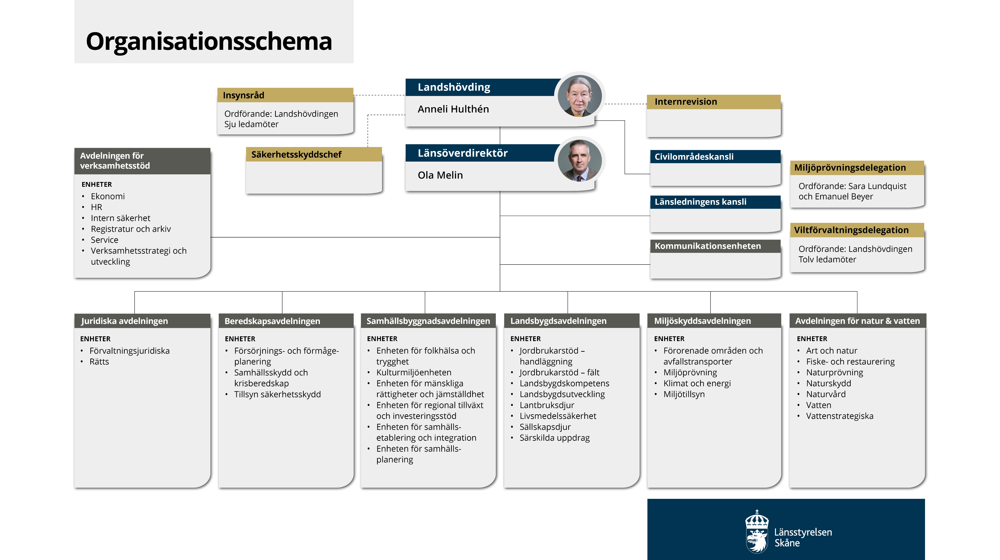 Organisationsschema
Landshövding
Anneli Hulthén
Insynsråd
Ordförande: Landshövdingen
Sju ledamöter
Internrevision
Länsöverdirektör
Ola Melin
Säkerhetsskyddschef
Avdelningen för
verksamhetsstöd
ENHETER
• Ekonomi
• HR
• Intern säkerhet
• Registratur och arkiv
• Service
• Verksamhetsstrategi och
utveckling
Civilområdeskansli
Länsledningens kansli
Kommunikationsenheten
Miljöprövningsdelegation
Ordförande: Sara Lundquist
och Emanuel Beyer
Viltförvaltningsdelegation
Ordförande: Landshövdingen
Tolv ledamöter
Juridiska avdelningen
ENHETER
• Förvaltningsjuridiska
• Rätts
Beredskapsavdelningen
ENHETER
• Försörjnings- och förmåge-
planering
• Samhällsskydd och
krisberedskap
• Tillsyn säkerhetsskydd
Samhällsbyggnadsavdelningen
ENHETER
• Enheten för folkhälsa och
trygghet
• Kulturmiljöenheten
• Enheten för mänskliga
rättigheter och jämställdhet
• Enheten för regional tillväxt
och investeringsstöd
• Enheten för samhälls-
etablering och integration
• Enheten för samhälls-
planering
Landsbygdsavdelningen
ENHETER
• Jordbrukarstöd –
handläggning
• Jordbrukarstöd – fält
• Landsbygdskompetens
• Landsbygdsutveckling
• Lantbruksdjur
• Livsmedelssäkerhet
• Sällskapsdjur
• Särskilda uppdrag
Miljöskyddsavdelningen
ENHETER
• Förorenade områden och
avfallstransporter
• Miljöprövning
• Klimat och energi
• Miljötillsyn
Avdelningen för natur & vatten
ENHETER
• Art och natur
• Fiske- och restaurering
• Naturprövning
• Naturskydd
• Naturvård
• Vatten
• Vattenstrategiska
Länsstyrelsen
Skåne